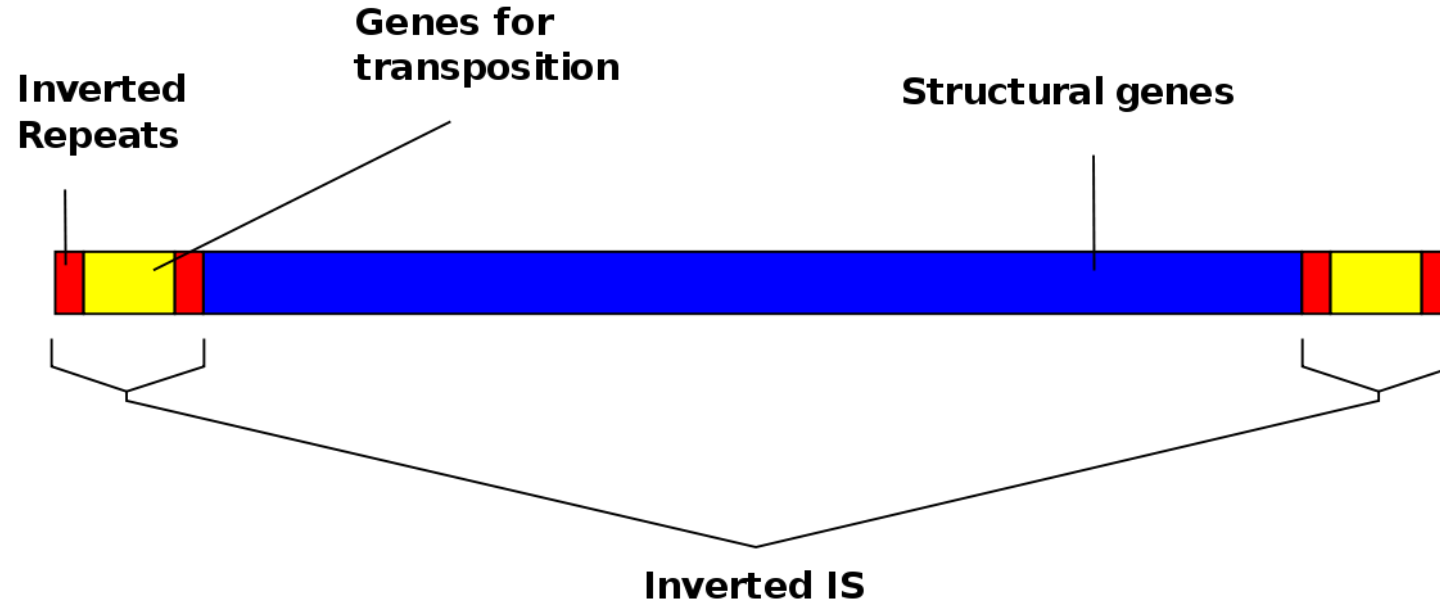 Genes for
transposition
Inverted
Repeats
Structural genes
Inverted IS